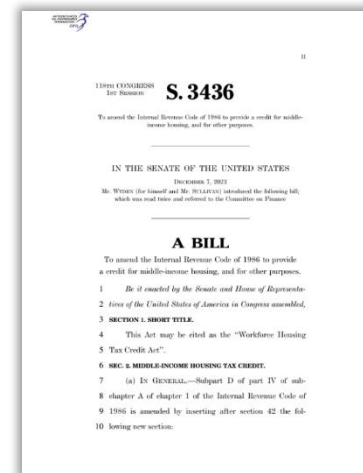 II
118TH CONGRESS
1ST SESSION
S. 3436
To amend the Internal Revenue Code of 1986 to provide a credit for middle-
income housing, and for other purposes.
IN THE SENATE OF THE UNITED STATES
DECEMBER 7, 2023
Mr. WYDEN (for himself and Mr. SULLIVAN) introduced the following bill;
which was read twice and referred to the Committee on Finance
A BILL
To amend the Internal Revenue Code of 1986 to provide
a credit for middle-income housing, and for other purposes.
1 Be it enacted by the Senate and House of Representa-
2 tives of the United States of America in Congress assembled,
3 SECTION 1. SHORT TITLE.
4 This Act may be cited as the “Workforce Housing
5 Tax Credit Act”.
6 SEC. 2. MIDDLE-INCOME HOUSING TAX CREDIT.
7 (a) IN GENERAL.—Subpart D of part IV of sub-
8 chapter A of chapter 1 of the Internal Revenue Code of
9 1986 is amended by inserting after section 42 the fol-
10 lowing new section: